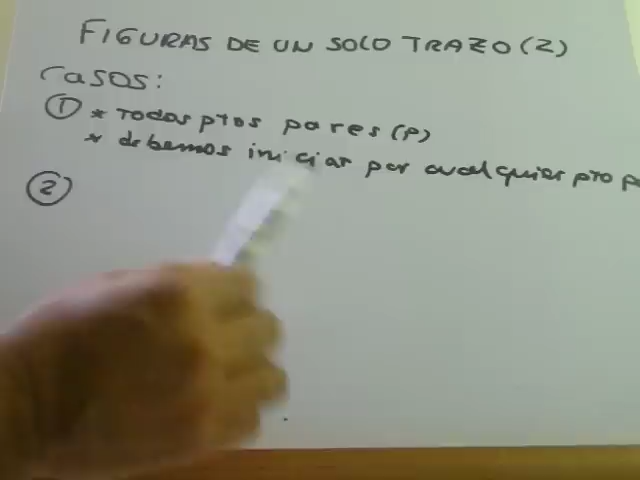 FIGURAS DE UN SOLO TRAZO (2)
Casos:
① * Todos ptos pares (P)
* debemos iniciar por cualquier pto
②